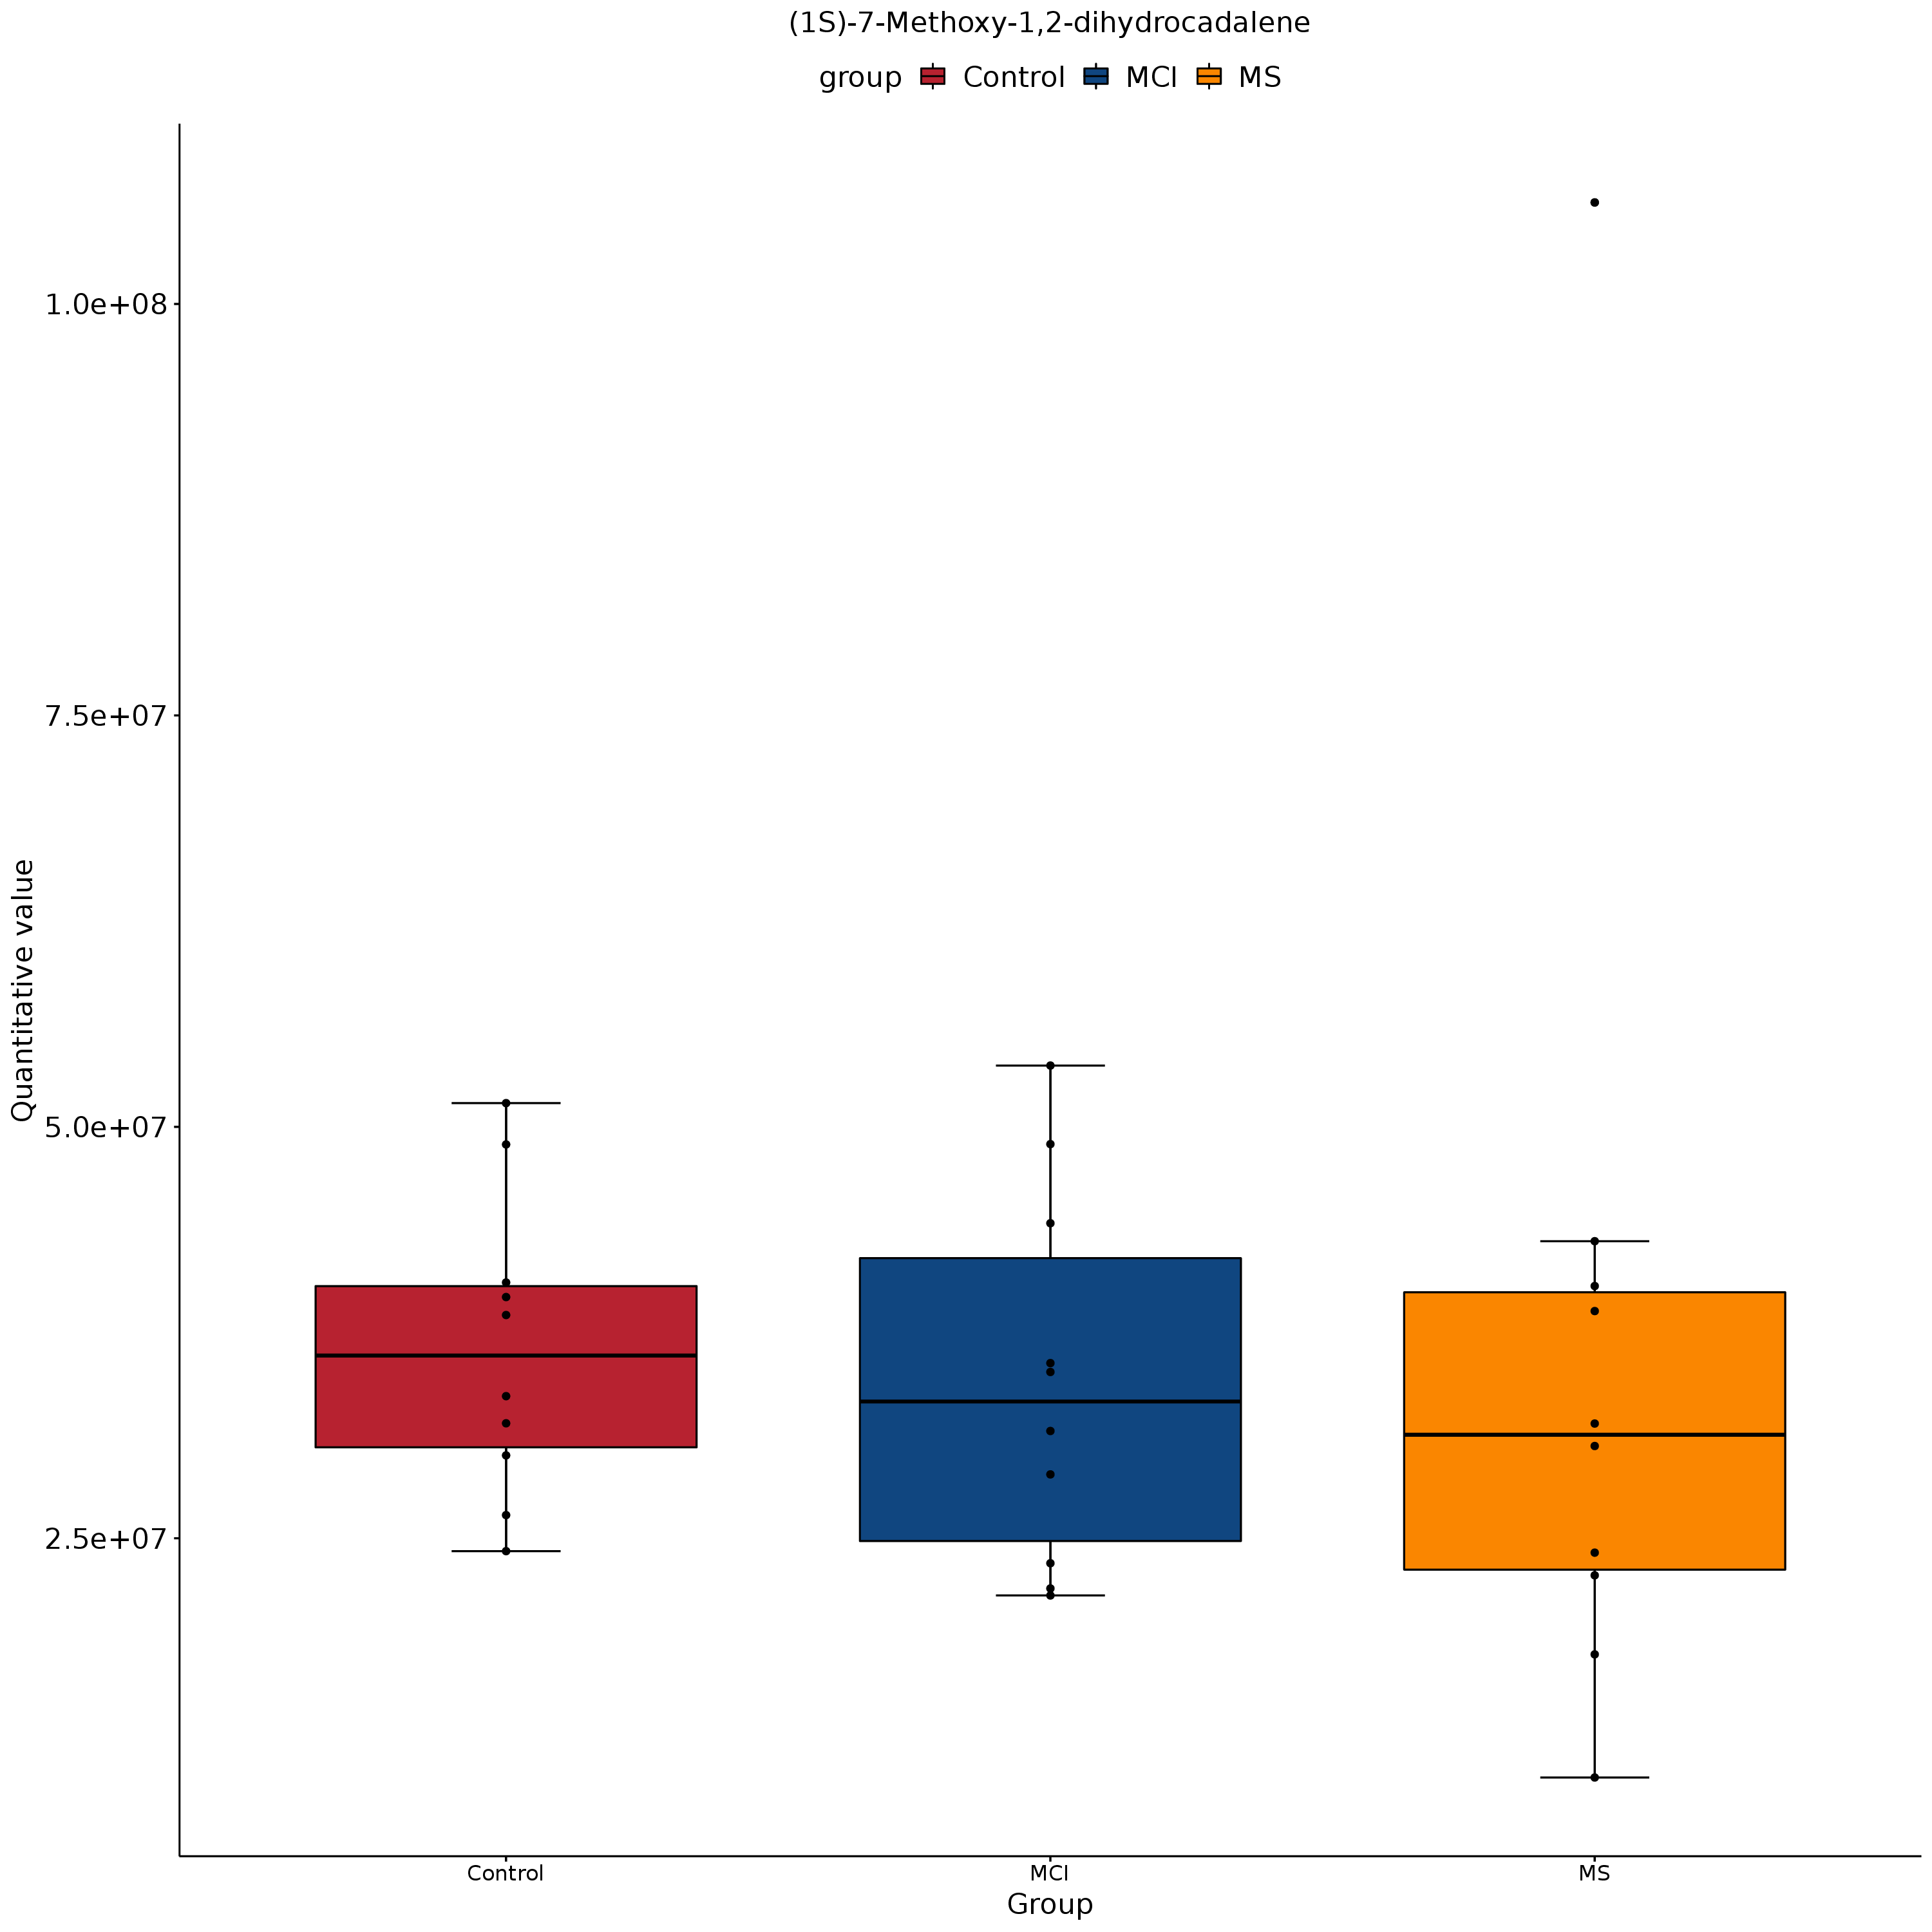 (1S)-7-Methoxy-1,2-dihydrocadalene
group Control MCI MS
Quantitative value
1.0e+08
7.5e+07
5.0e+07
2.5e+07
Control MCI MS
Group